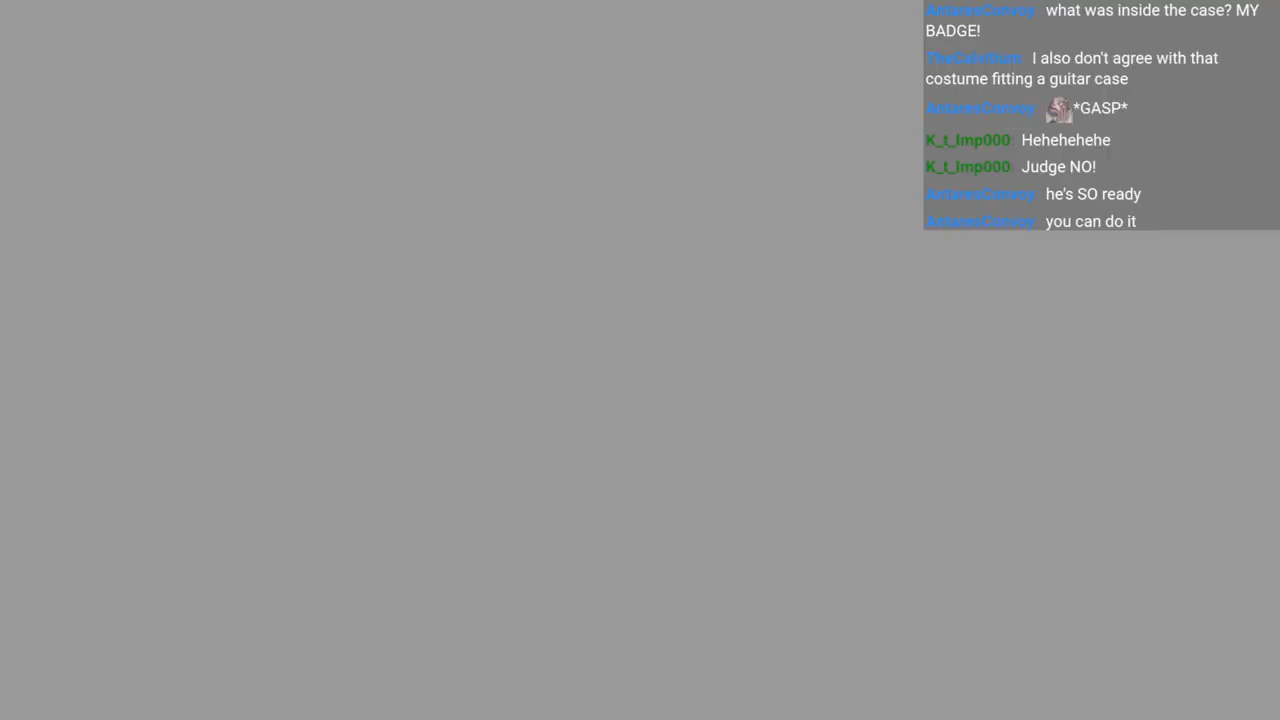 AntaresConvoy: what was inside the case? MY
BADGE!
TheCalvitium: I also don't agree with that
costume fitting a guitar case
AntaresConvoy: *GASP*
K_t_Imp000: Hehehehehe
K_t_Imp000: Judge NO!
AntaresConvoy: he's SO ready
AntaresConvoy: you can do it